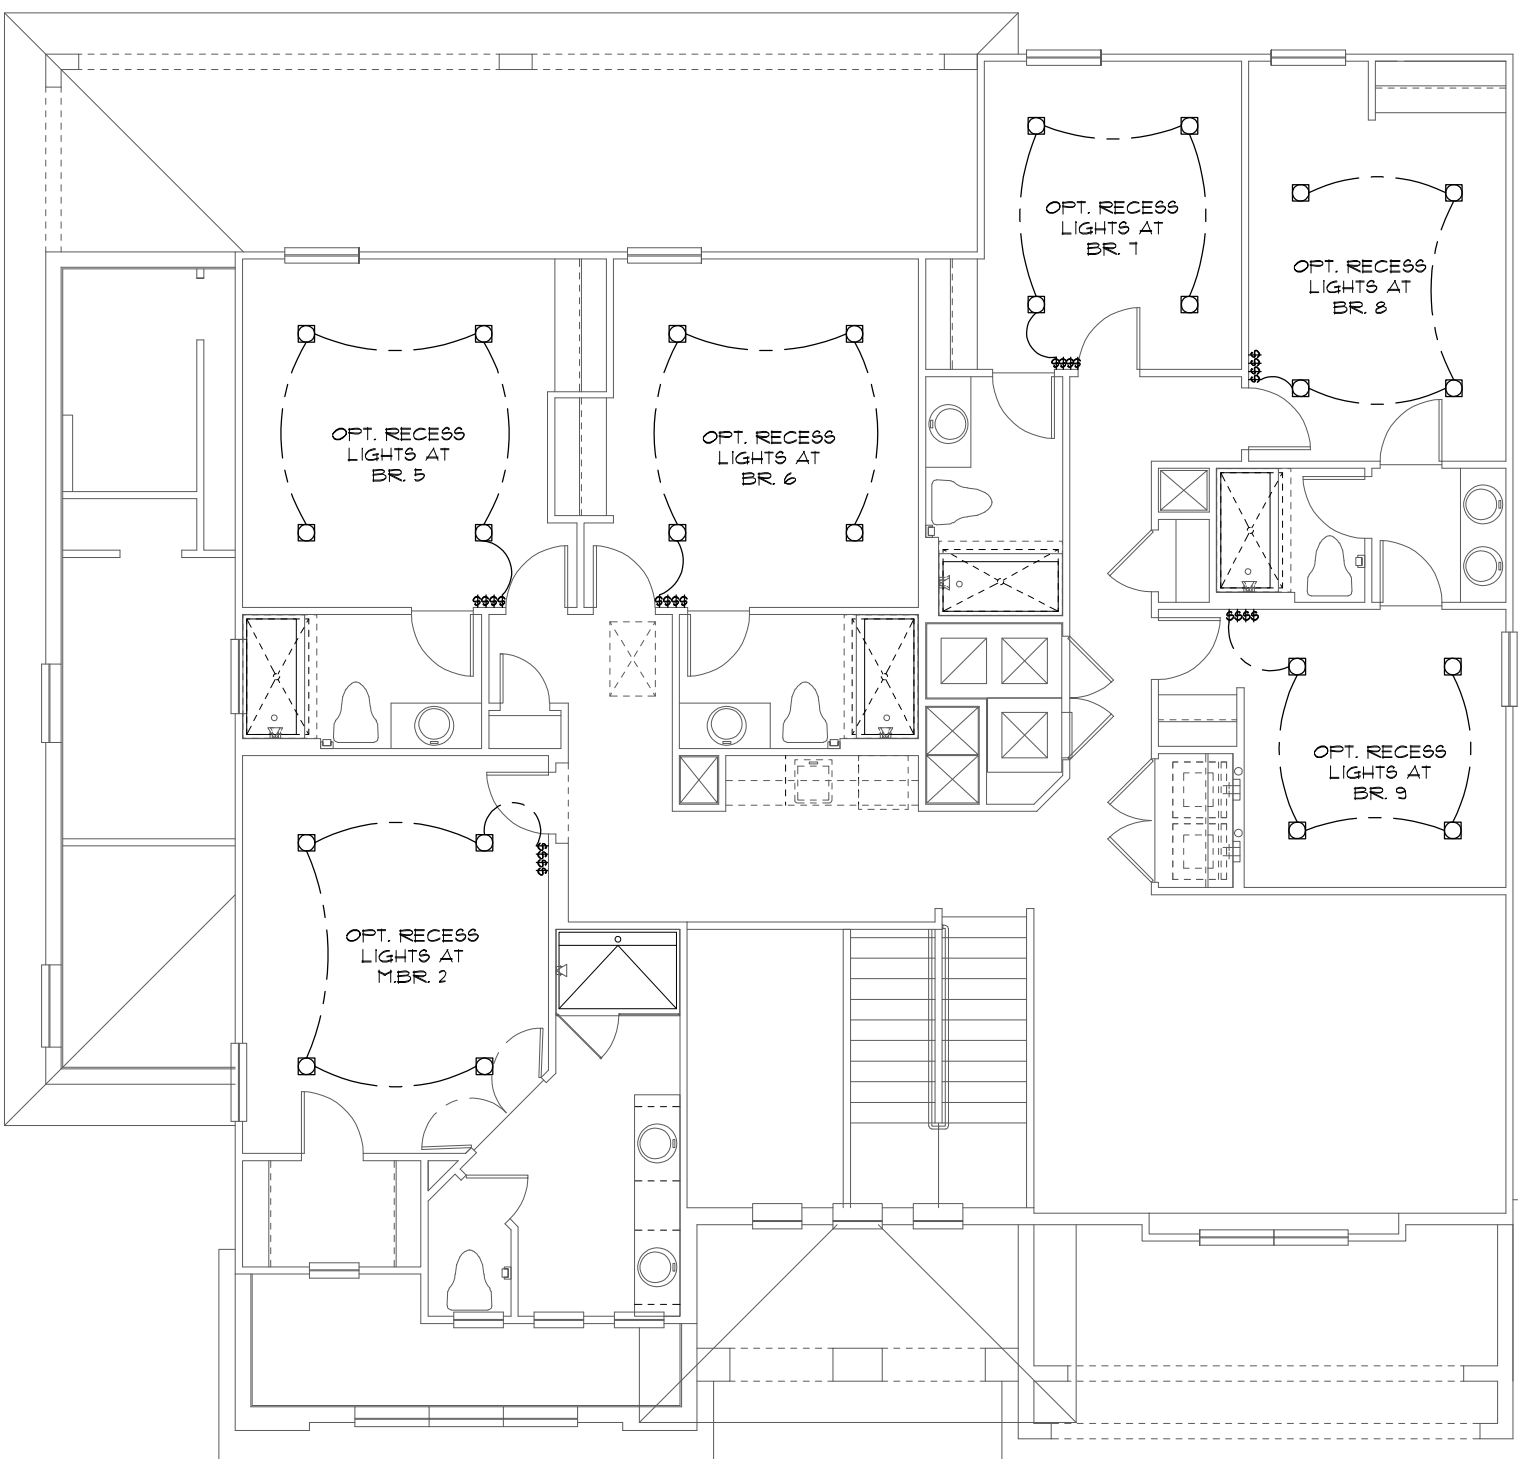 OPT. RECESS
LIGHTS AT
BR. 7
$$$$
OPT. RECESS
LIGHTS AT
BR. 8
$$$$
OPT. RECESS
LIGHTS AT
BR. 5
$$$$
OPT. RECESS
LIGHTS AT
BR. 6
$$$$
$$$$
OPT. RECESS
LIGHTS AT
BR. 9
$$$$
OPT. RECESS
LIGHTS AT
M.BR. 2